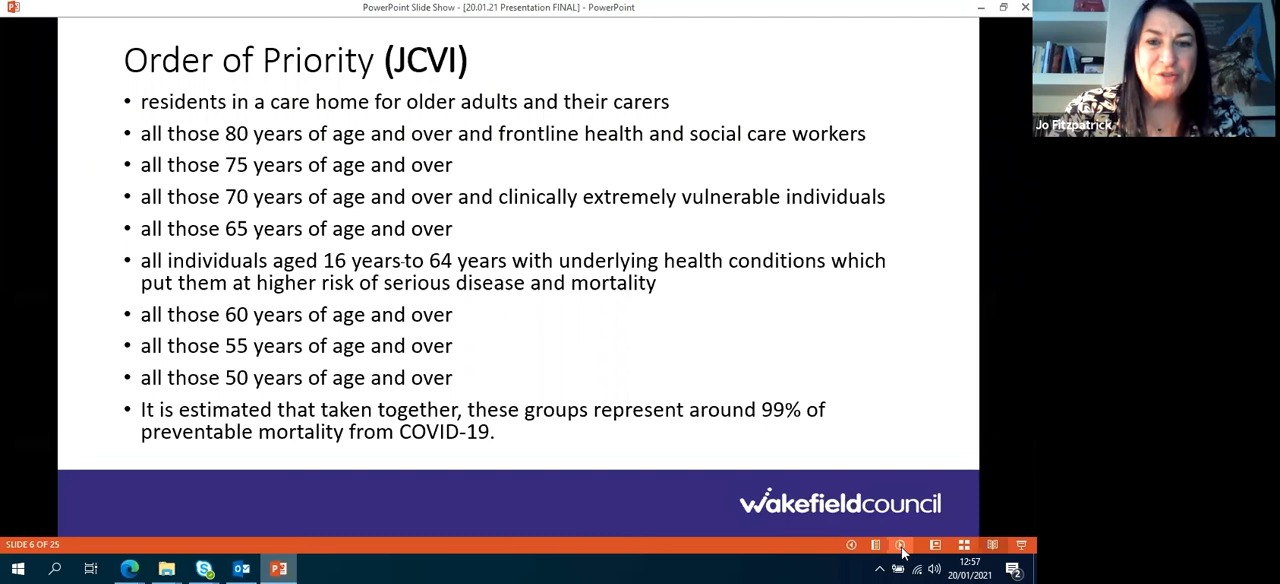 PowerPoint Slide Show - [20.01.21 Presentation FINAL] - PowerPoint
Order of Priority (JCVI)
• residents in a care home for older adults and their carers
• all those 80 years of age and over and frontline health and social care workers
• all those 75 years of age and over
• all those 70 years of age and over and clinically extremely vulnerable individuals
• all those 65 years of age and over
• all individuals aged 16 years to 64 years with underlying health conditions which
put them at higher risk of serious disease and mortality
• all those 60 years of age and over
• all those 55 years of age and over
• all those 50 years of age and over
• It is estimated that taken together, these groups represent around 99% of
preventable mortality from COVID-19.
wakefieldcouncil
Jo Fitzpatrick
SLIDE 6 OF 25
12:57
20/01/2021
2